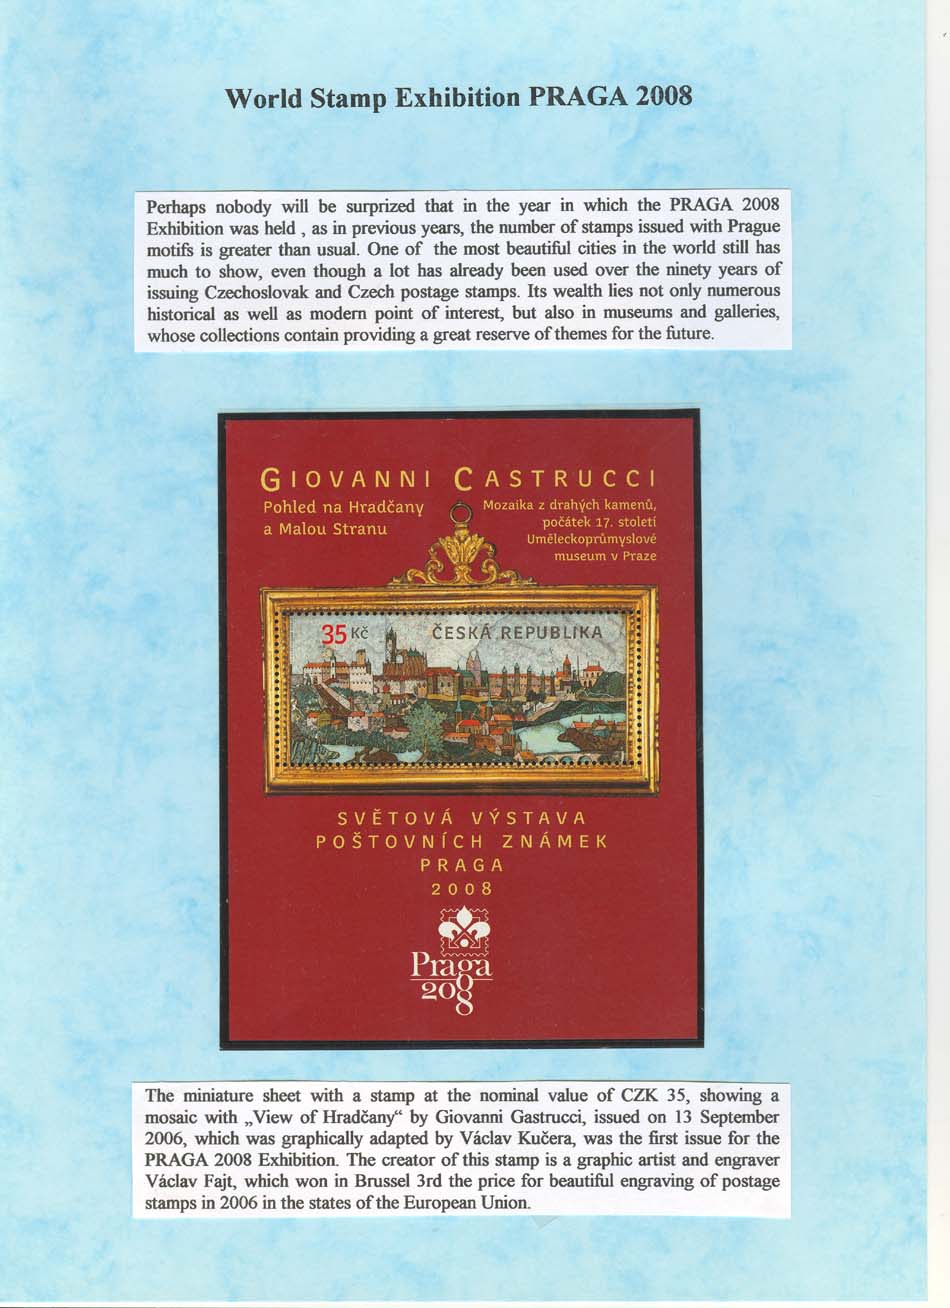 World Stamp Exhibition PRAGA 2008
Perhaps nobody will be surprized that in the year in which the PRAGA 2008
Exhibition was held , as in previous years, the number of stamps issued with Prague
motifs is greater than usual. One of the most beautiful cities in the world still has
much to show, even though a lot has already been used over the ninety years of
issuing Czechoslovak and Czech postage stamps. Its wealth lies not only numerous
historical as well as modern point of interest, but also in museums and galleries,
whose collections contain providing a great reserve of themes for the future.
GIOVANNI CASTRUCCI
Pohled na Hradčany
a Malou Stranu
Mozaika z drahých kamenů,
počátek 17. století
Uměleckoprůmyslové
museum v Praze
35 Kč ČESKÁ REPUBLIKA
SVĚTOVÁ VÝSTAVA
POŠTOVNÍCH ZNÁMEK
PRAGA
2008
Praga
2008
The miniature sheet with a stamp at the nominal value of CZK 35, showing a
mosaic with „View of Hradčany“ by Giovanni Gastrucci, issued on 13 September
2006, which was graphically adapted by Václav Kučera, was the first issue for the
PRAGA 2008 Exhibition. The creator of this stamp is a graphic artist and engraver
Václav Fajt, which won in Brussel 3rd the price for beautiful engraving of postage
stamps in 2006 in the states of the European Union.